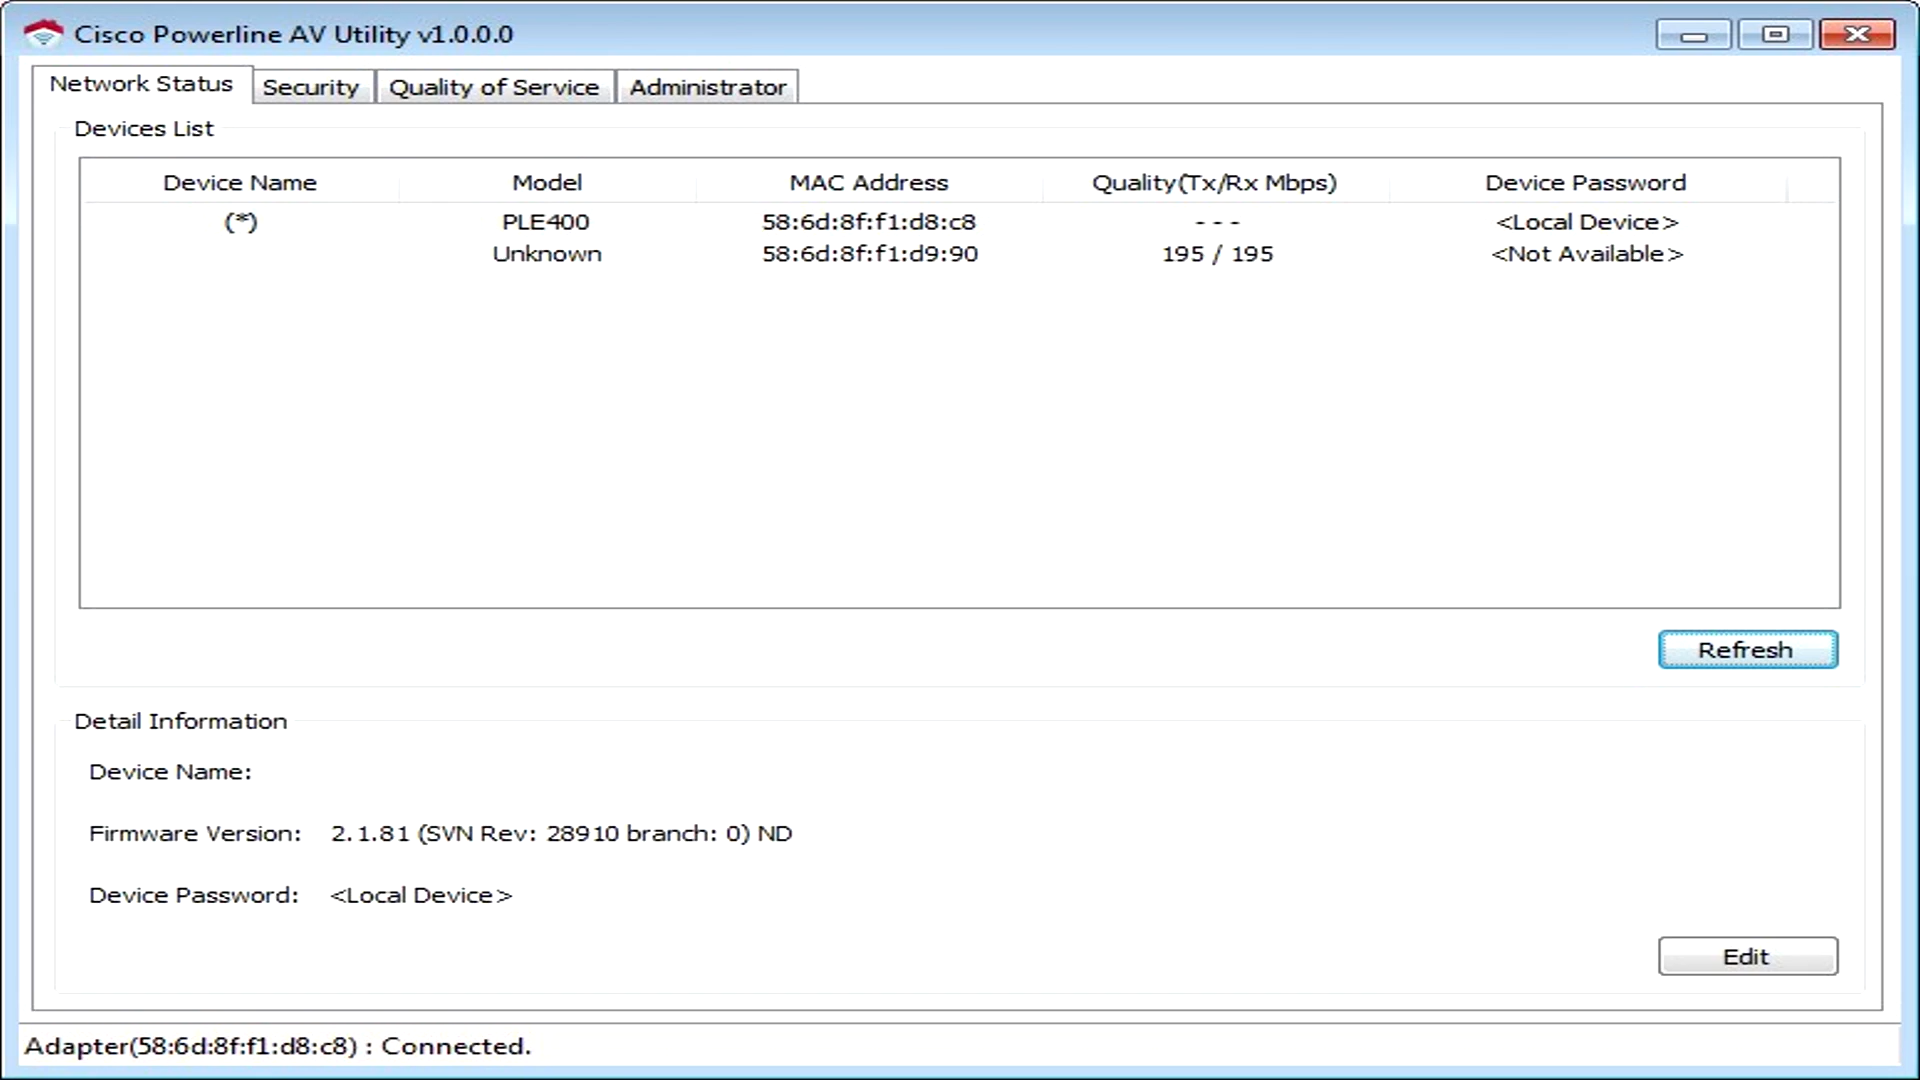 Cisco Powerline AV Utility v1.0.0.0
Network Status Security Quality of Service Administrator
Devices List
Device Name Model MAC Address Quality(Tx/Rx Mbps) Device Password
(*) PLE400 58:6d:8f:f1:d8:c8 - - - <Local Device>
Unknown 58:6d:8f:f1:d9:90 195 / 195 <Not Available>
Refresh
Detail Information
Device Name:
Firmware Version: 2.1.81 (SVN Rev: 28910 branch: 0) ND
Device Password: <Local Device>
Edit
Adapter(58:6d:8f:f1:d8:c8) : Connected.